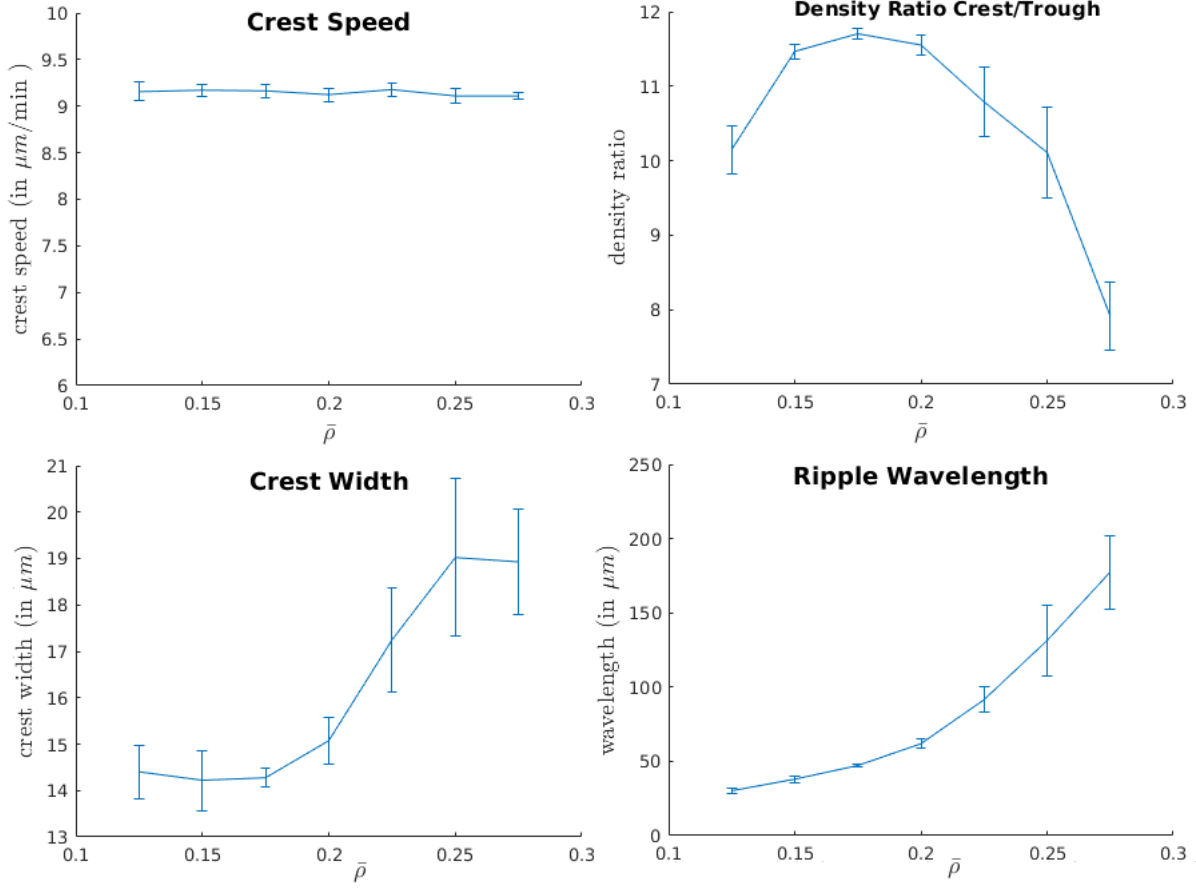 Crest Speed
10
9.5
9
8.5
8
7.5
7
6.5
6
crest speed (in μm/min )
0.1 0.15 0.2 0.25 0.3
ρ̄
Density Ratio Crest/Trough
12
11
10
9
8
7
density ratio
0.1 0.15 0.2 0.25 0.3
ρ̄
Crest Width
21
20
19
18
17
16
15
14
13
crest width (in μm)
0.1 0.15 0.2 0.25 0.3
ρ̄
Ripple Wavelength
250
200
150
100
50
0
wavelength (in μm)
0.1 0.15 0.2 0.25 0.3
ρ̄